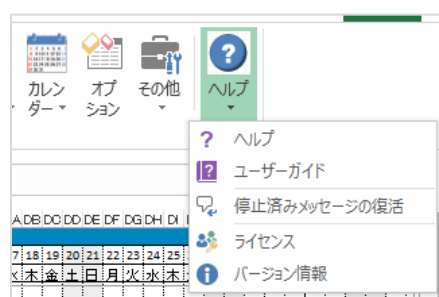 カレン
ダー
オプ
ション
その他
ヘルプ
ヘルプ
ユーザーガイド
停止済みメッセージの復活
ライセンス
バージョン情報
DB DC DD DE DF DG DH DI
18 19 20 21 22 23 24 25
木 金 土 日 月 火 水 木